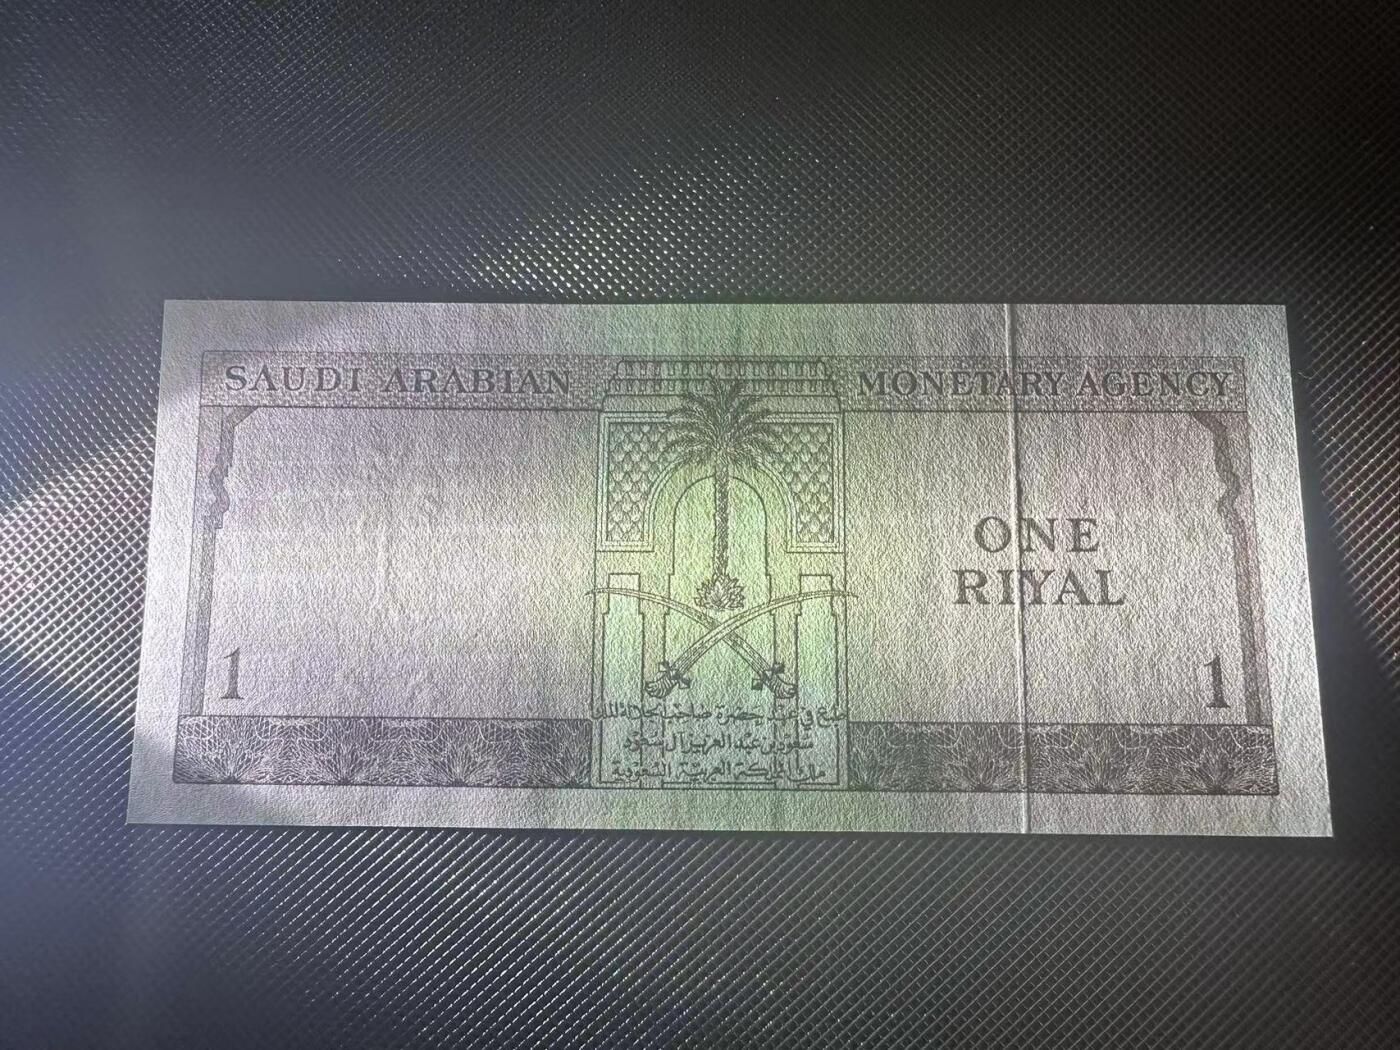 SAUDI ARABIAN MONETARY AGENCY
ONE
RIYAL
1 1
طبع في عهد حضرة صاحب جلالة الملك
سعود بن عبد العزيز آل سعود
ملك المملكة العربية السعودية